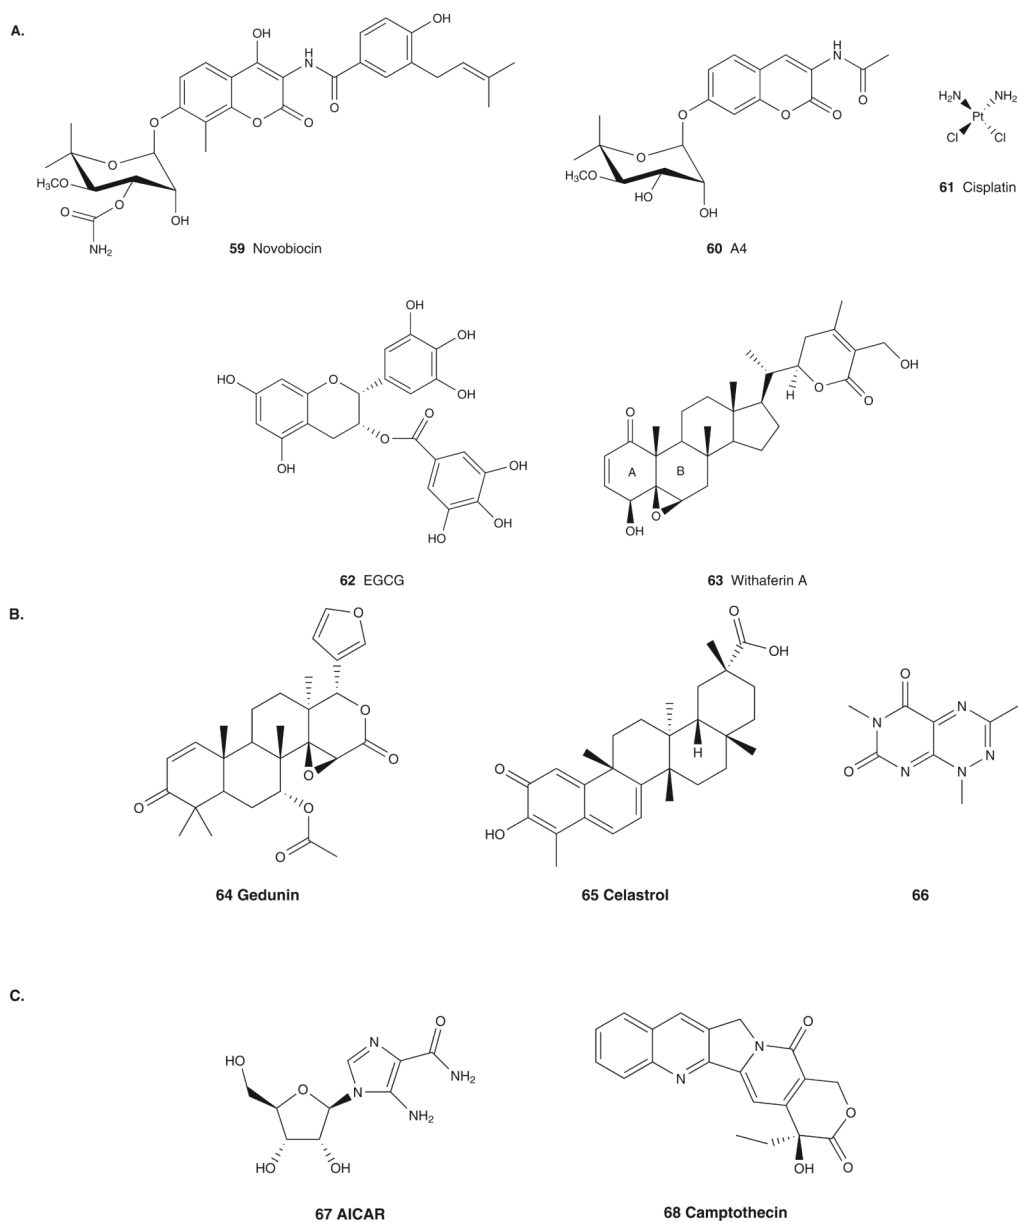 A.
OH
OH
H
N
O
O
O
O
O
H₃CO
O
O
OH
NH₂
59 Novobiocin
H
N
O
O
O
O
O
H₃CO
HO
OH
60 A4
H₂N
NH₂
Pt
Cl
Cl
61 Cisplatin
OH
OH
OH
HO
O
O
O
OH
OH
OH
HO
62 EGCG
OH
O
O
H
O
A
B
O
OH
63 Withaferin A
B.
O
O
O
O
O
O
O
64 Gedunin
O
OH
H
O
HO
65 Celastrol
O
N
N
N
O
N
N
66
C.
O
N
HO
NH₂
O
N
NH₂
HO
OH
67 AICAR
O
N
N
O
O
OH
68 Camptothecin